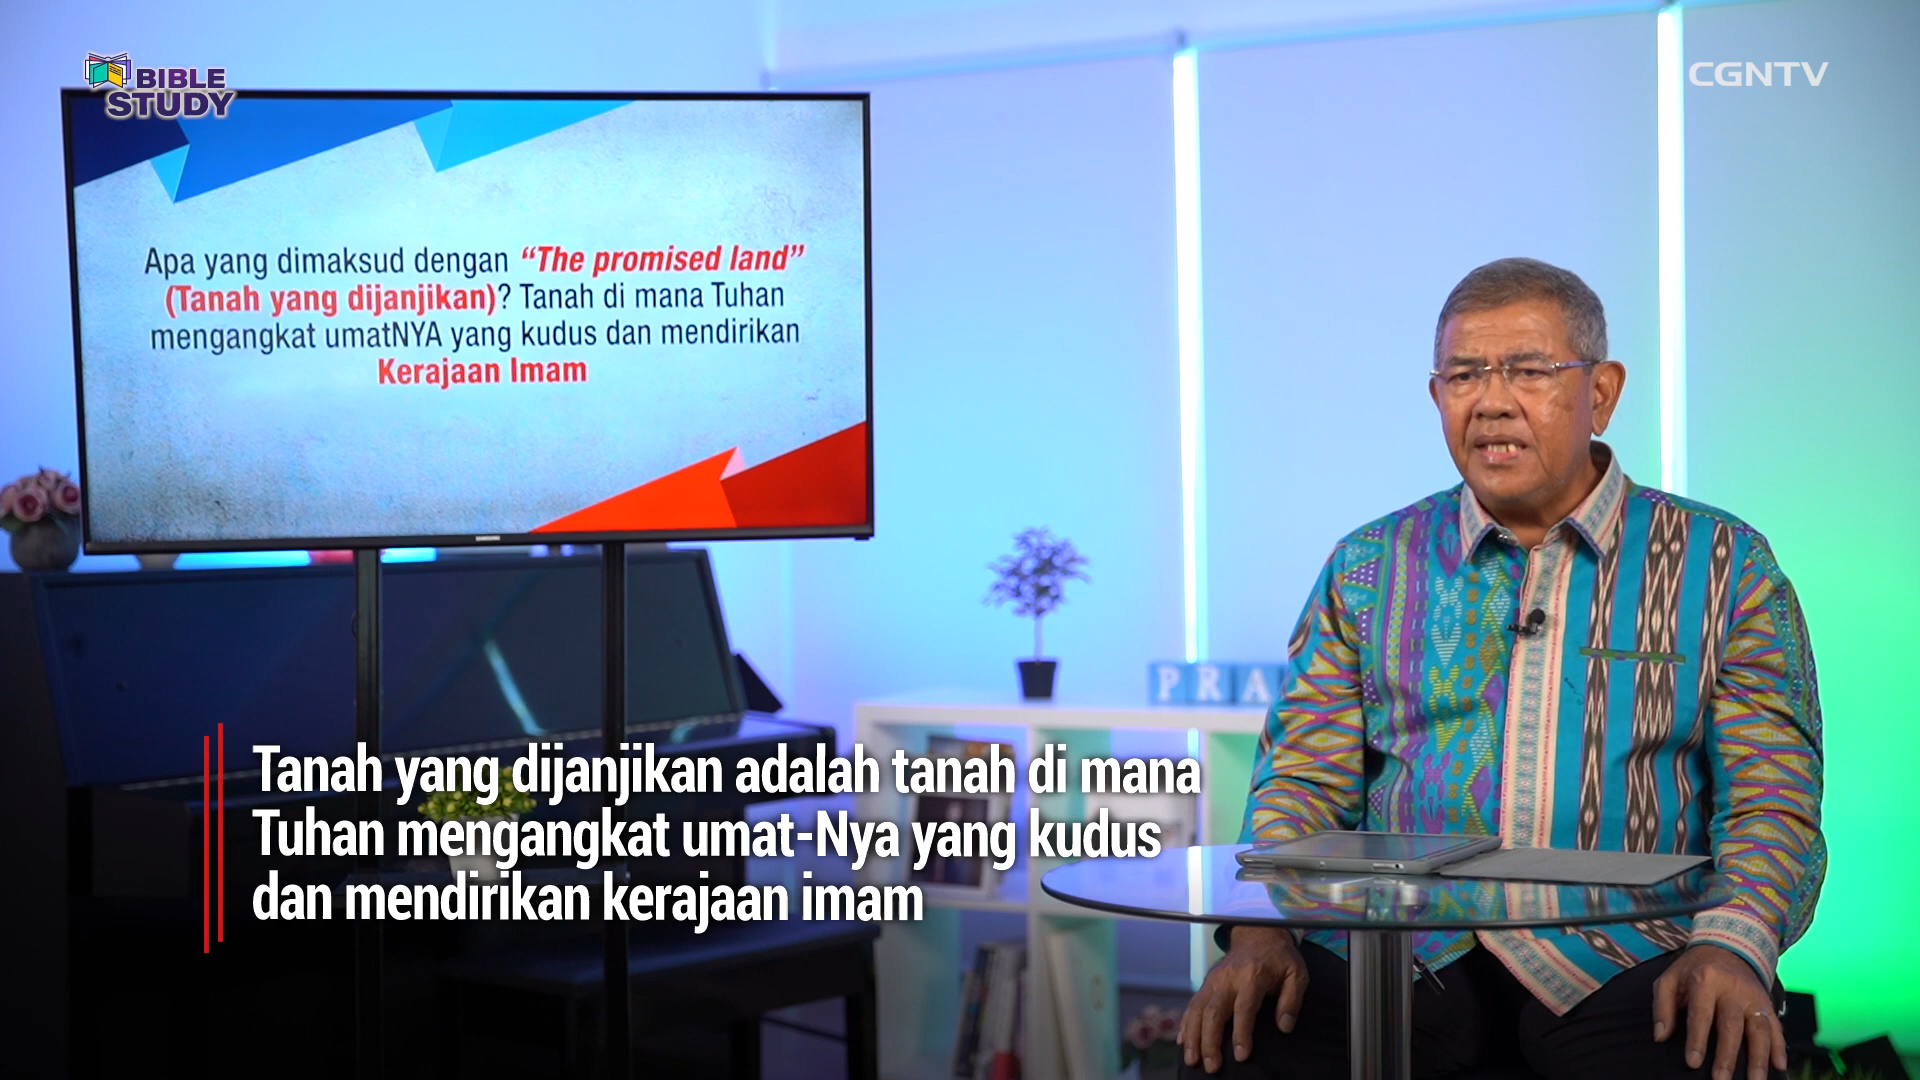 BIBLE
STUDY
CGNTV
Apa yang dimaksud dengan “The promised land”
(Tanah yang dijanjikan)? Tanah di mana Tuhan
mengangkat umatNYA yang kudus dan mendirikan
Kerajaan Imam
SAMSUNG
PRA
Tanah yang dijanjikan adalah tanah di mana
Tuhan mengangkat umat-Nya yang kudus
dan mendirikan kerajaan imam